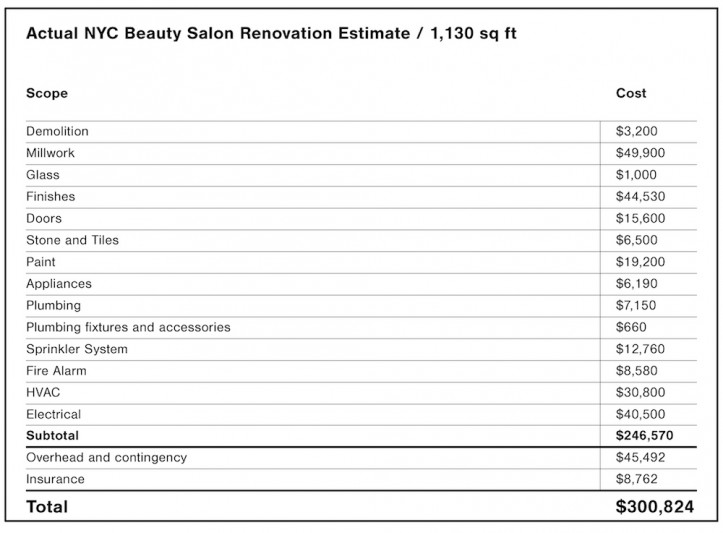 Actual NYC Beauty Salon Renovation Estimate / 1,130 sq ft
Scope Cost
Demolition $3,200
Millwork $49,900
Glass $1,000
Finishes $44,530
Doors $15,600
Stone and Tiles $6,500
Paint $19,200
Appliances $6,190
Plumbing $7,150
Plumbing fixtures and accessories $660
Sprinkler System $12,760
Fire Alarm $8,580
HVAC $30,800
Electrical $40,500
Subtotal $246,570
Overhead and contingency $45,492
Insurance $8,762
Total $300,824